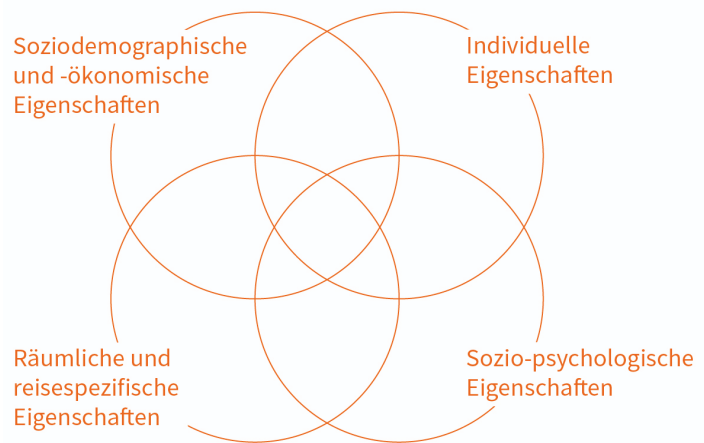 Soziodemographische
und -ökonomische
Eigenschaften
Individuelle
Eigenschaften
Räumliche und
reisespezifische
Eigenschaften
Sozio-psychologische
Eigenschaften